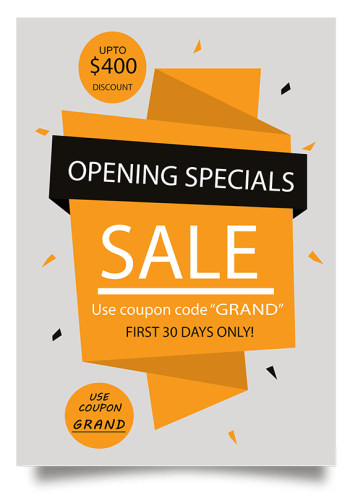 UPTO
$400
DISCOUNT
OPENING SPECIALS
SALE
Use coupon code “GRAND”
FIRST 30 DAYS ONLY!
USE
COUPON
GRAND